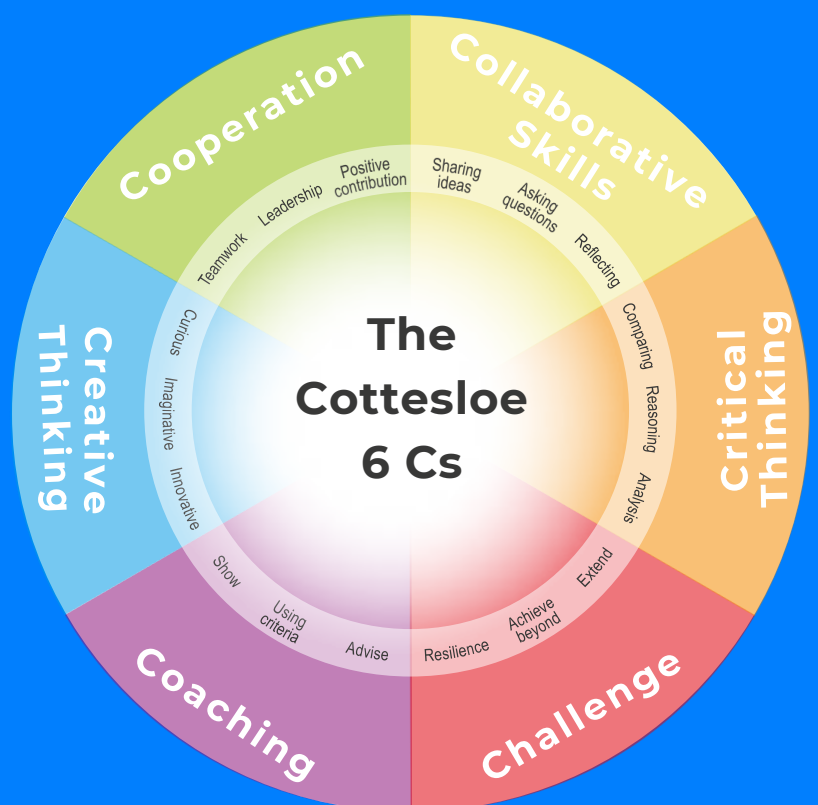 The
Cottesloe
6 Cs
Collaborative
Skills
Sharing
ideas
Asking
questions
Reflecting
Critical
Thinking
Comparing
Reasoning
Analysis
Challenge
Extend
Achieve
beyond
Resilience
Coaching
Advise
Using
criteria
Show
Creative
Thinking
Innovative
Imaginative
Curious
Cooperation
Teamwork
Leadership
Positive
contribution